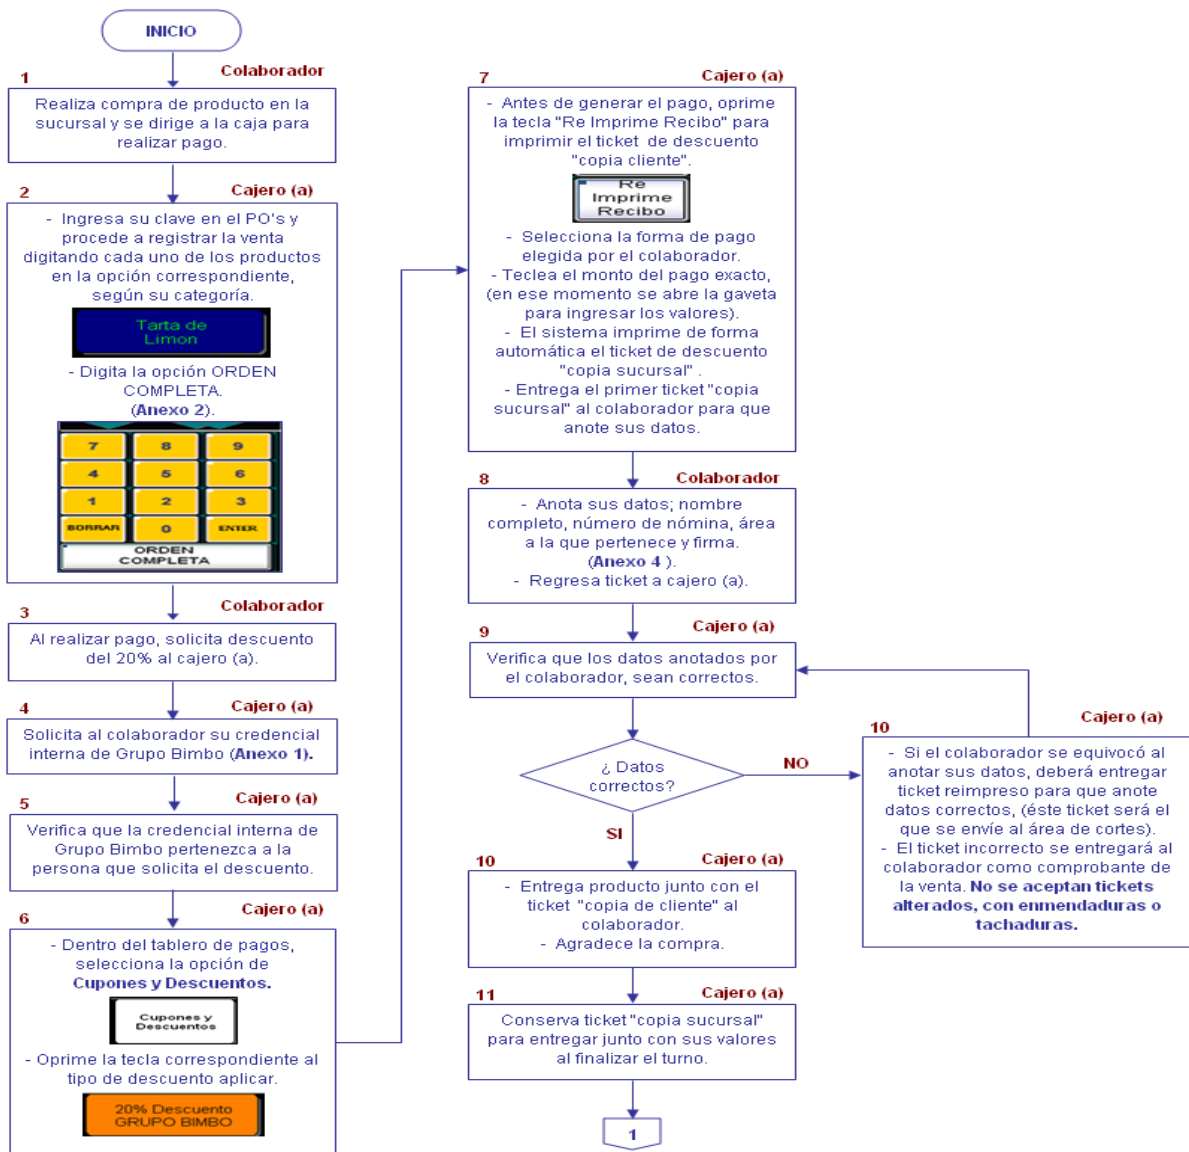 INICIO
1
Colaborador
Realiza compra de producto en la
sucursal y se dirige a la caja para
realizar pago.
2
Cajero (a)
- Ingresa su clave en el PO's y
procede a registrar la venta
digitando cada uno de los productos
en la opción correspondiente,
según su categoría.
Tarta de
Limon
- Digita la opción ORDEN
COMPLETA.
(Anexo 2).
7 8 9
4 5 6
1 2 3
BORRAR 0 ENTER
ORDEN
COMPLETA
3
Colaborador
Al realizar pago, solicita descuento
del 20% al cajero (a).
4
Cajero (a)
Solicita al colaborador su credencial
interna de Grupo Bimbo (Anexo 1).
5
Cajero (a)
Verifica que la credencial interna de
Grupo Bimbo pertenezca a la
persona que solicita el descuento.
6
Cajero (a)
- Dentro del tablero de pagos,
selecciona la opción de
Cupones y Descuentos.
Cupones y
Descuentos
- Oprime la tecla correspondiente al
tipo de descuento aplicar.
20% Descuento
GRUPO BIMBO
7
Cajero (a)
- Antes de generar el pago, oprime
la tecla "Re Imprime Recibo" para
imprimir el ticket de descuento
"copia cliente".
Re
Imprime
Recibo
- Selecciona la forma de pago
elegida por el colaborador.
- Teclea el monto del pago exacto,
(en ese momento se abre la gaveta
para ingresar los valores).
- El sistema imprime de forma
automática el ticket de descuento
"copia sucursal" .
- Entrega el primer ticket "copia
sucursal" al colaborador para que
anote sus datos.
8
Colaborador
- Anota sus datos; nombre
completo, número de nómina, área
a la que pertenece y firma.
(Anexo 4 ).
- Regresa ticket a cajero (a).
9
Cajero (a)
Verifica que los datos anotados por
el colaborador, sean correctos.
¿ Datos
correctos?
NO
SI
10
Cajero (a)
- Si el colaborador se equivocó al
anotar sus datos, deberá entregar
ticket reimpreso para que anote
datos correctos, (éste ticket será el
que se envíe al área de cortes).
- El ticket incorrecto se entregará al
colaborador como comprobante de
la venta. No se aceptan tickets
alterados, con enmendaduras o
tachaduras.
10
Cajero (a)
- Entrega producto junto con el
ticket "copia de cliente" al
colaborador.
- Agradece la compra.
11
Cajero (a)
Conserva ticket "copia sucursal"
para entregar junto con sus valores
al finalizar el turno.
1